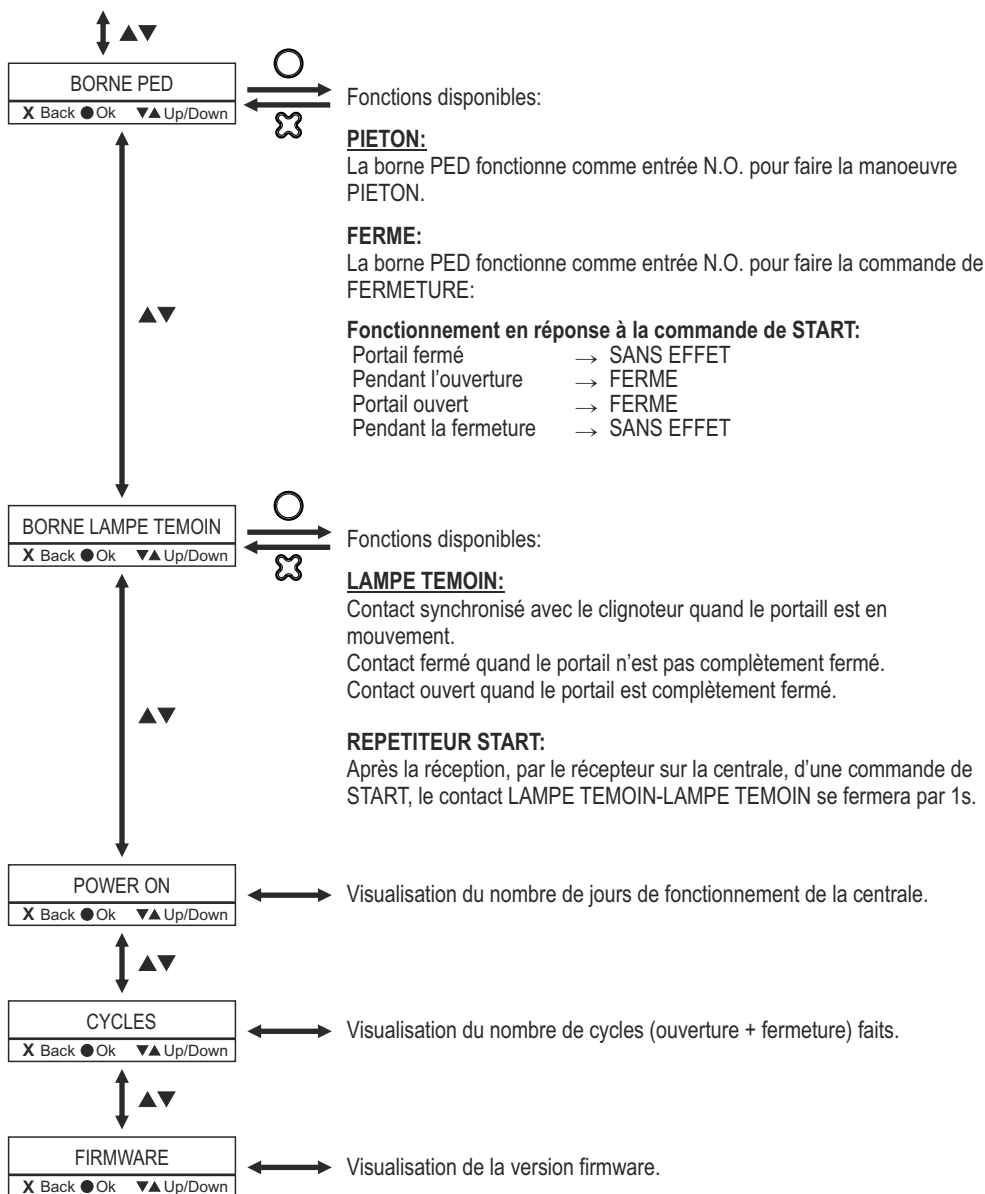 ▲▼
BORNE PED
X Back ●Ok ▼▲Up/Down
Fonctions disponibles:
PIETON:
La borne PED fonctionne comme entrée N.O. pour faire la manoeuvre
PIETON.
FERME:
La borne PED fonctionne comme entrée N.O. pour faire la commande de
FERMETURE:
▲▼
Fonctionnement en réponse à la commande de START:
Portail fermé → SANS EFFET
Pendant l'ouverture → FERME
Portail ouvert → FERME
Pendant la fermeture → SANS EFFET
BORNE LAMPE TEMOIN
X Back ●Ok ▼▲Up/Down
Fonctions disponibles:
LAMPE TEMOIN:
Contact synchronisé avec le clignoteur quand le portaill est en
mouvement.
Contact fermé quand le portail n'est pas complètement fermé.
Contact ouvert quand le portail est complètement fermé.
▲▼
REPETITEUR START:
Après la réception, par le récepteur sur la centrale, d'une commande de
START, le contact LAMPE TEMOIN-LAMPE TEMOIN se fermera par 1s.
POWER ON
X Back ●Ok ▼▲Up/Down
Visualisation du nombre de jours de fonctionnement de la centrale.
▲▼
CYCLES
X Back ●Ok ▼▲Up/Down
Visualisation du nombre de cycles (ouverture + fermeture) faits.
▲▼
FIRMWARE
X Back ●Ok ▼▲Up/Down
Visualisation de la version firmware.